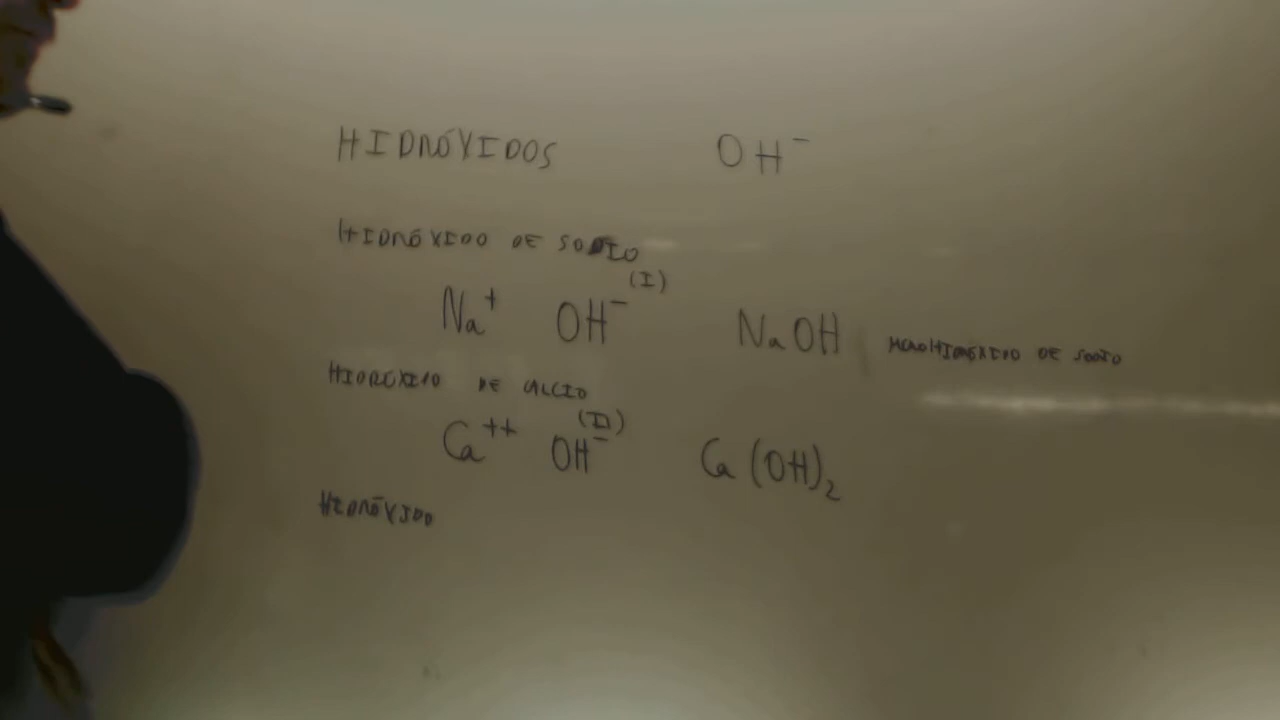 HIDRÓXIDOS OH⁻
HIDRÓXIDO DE SODIO
(I)
Na⁺ OH⁻ NaOH MONOHIDRÓXIDO DE SODIO
HIDRÓXIDO DE CALCIO
(II)
Ca⁺⁺ OH⁻ Ca(OH)₂
HIDRÓXIDO